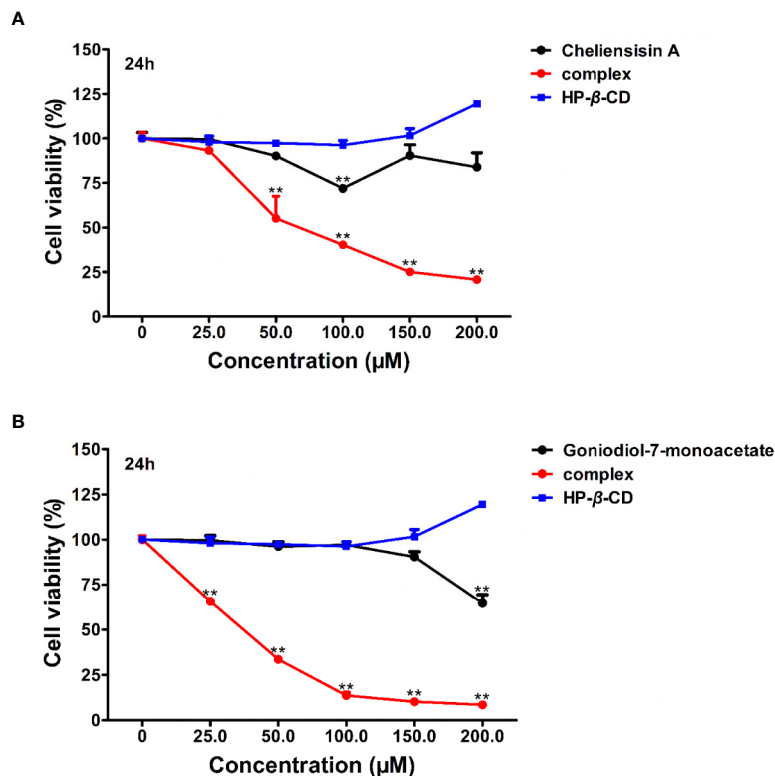 A
150
125
100
75
50
25
0
Cell viability (%)
24h
**
**
**
**
**
0
25.0
50.0
100.0
150.0
200.0
Concentration (µM)
Cheliensisin A
complex
HP-β-CD
B
150
125
100
75
50
25
0
Cell viability (%)
24h
**
**
**
**
**
**
0
25.0
50.0
100.0
150.0
200.0
Concentration (µM)
Goniodiol-7-monoacetate
complex
HP-β-CD